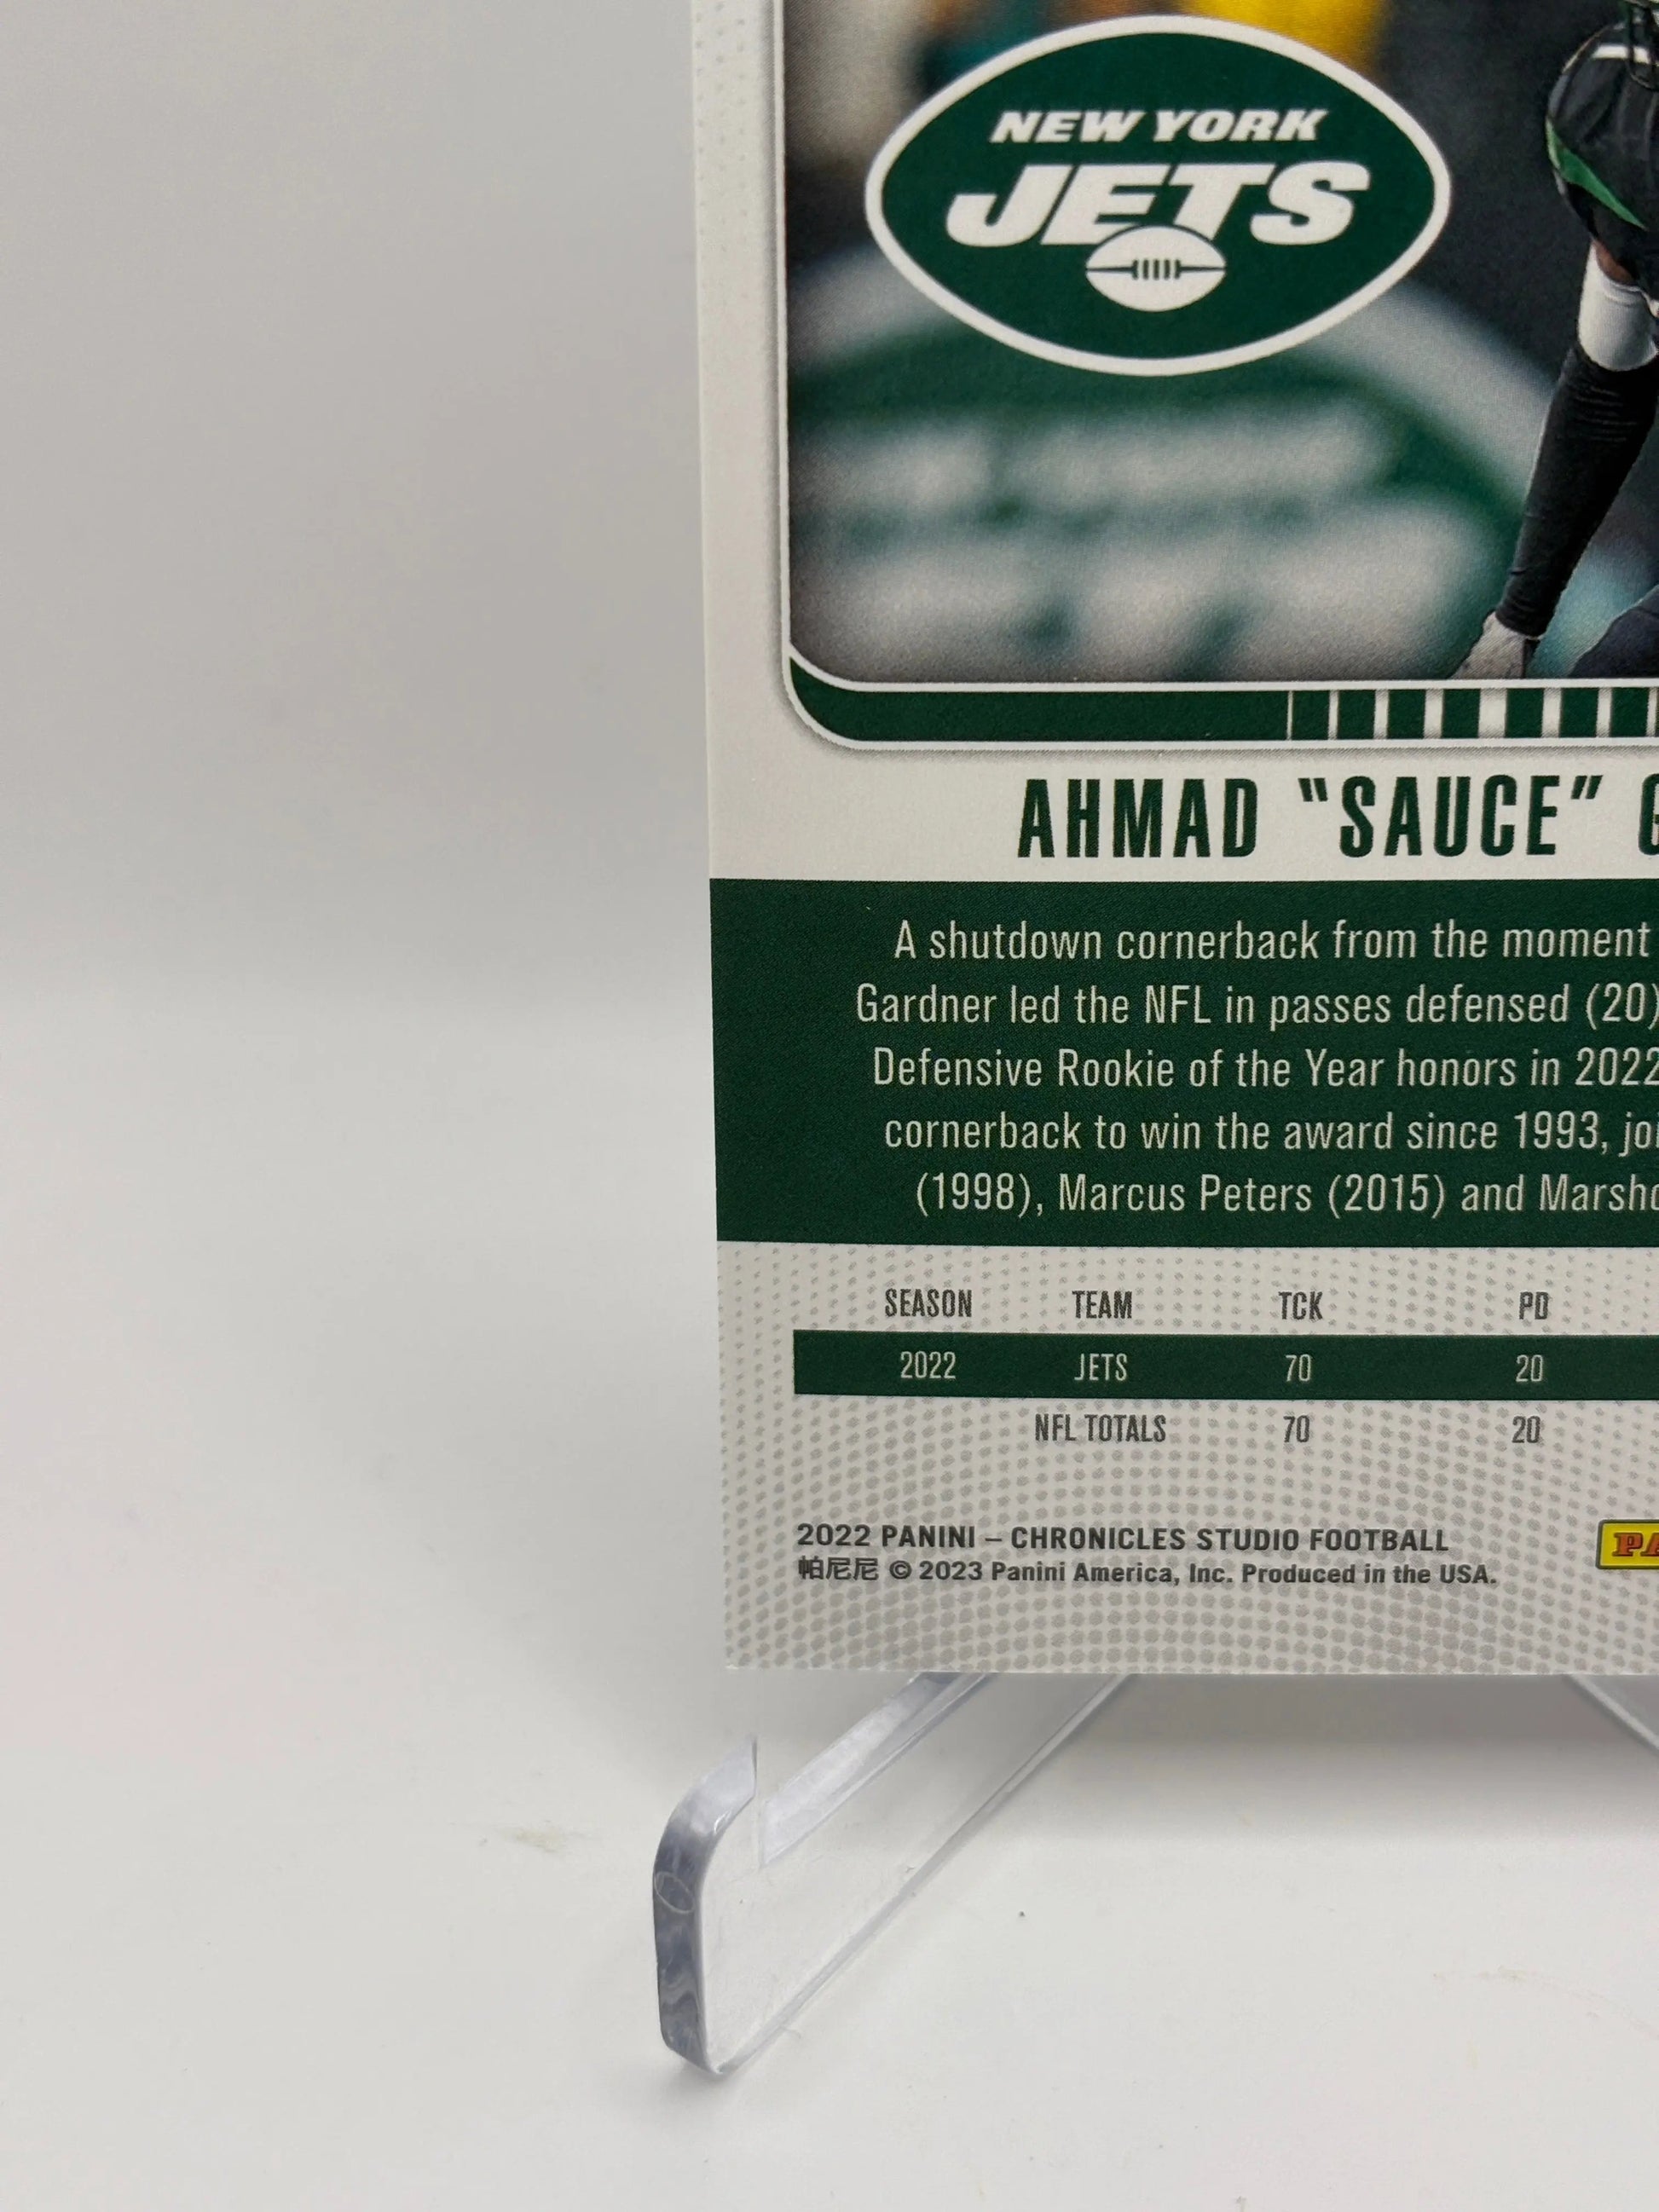 NEW YORK
JETS
AHMAD "SAUCE"
A shutdown cornerback from the moment
Gardner led the NFL in passes defensed (20)
Defensive Rookie of the Year honors in 2022
cornerback to win the award since 1993,
(1998), Marcus Peters (2015) and
SEASON TEAM TCK PD
2022 JETS 70 20
NFL TOTALS 70 20
2022 PANINI – CHRONICLES STUDIO FOOTBALL
帕尼尼 © 2023 Panini America, Inc. Produced in the USA.